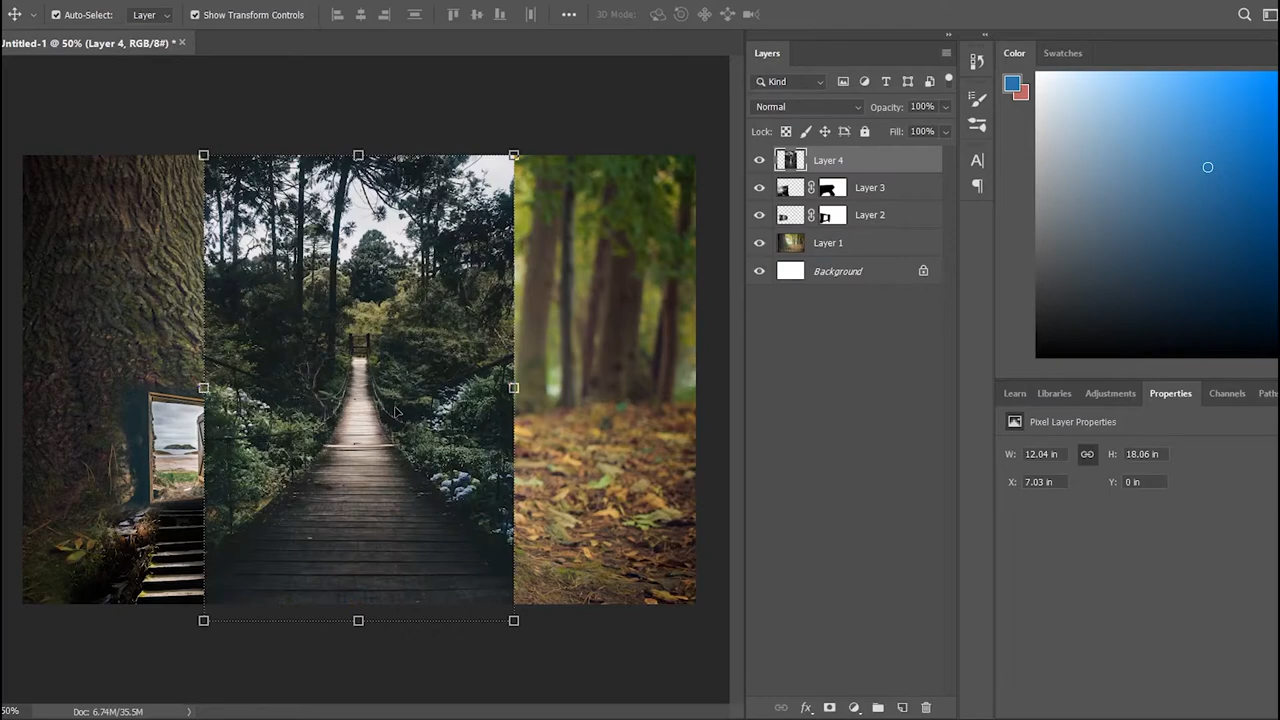 Auto-Select: Layer Show Transform Controls 3D Mode:
Untitled-1 @ 50% (Layer 4, RGB/8#) *
Layers
Kind
Normal Opacity: 100%
Lock: Fill: 100%
Layer 4
Layer 3
Layer 2
Layer 1
Background
Color Swatches
Learn Libraries Adjustments Properties Channels Path
Pixel Layer Properties
W: 12.04 in H: 18.06 in
X: 7.03 in Y: 0 in
50% Doc: 6.74M/35.5M